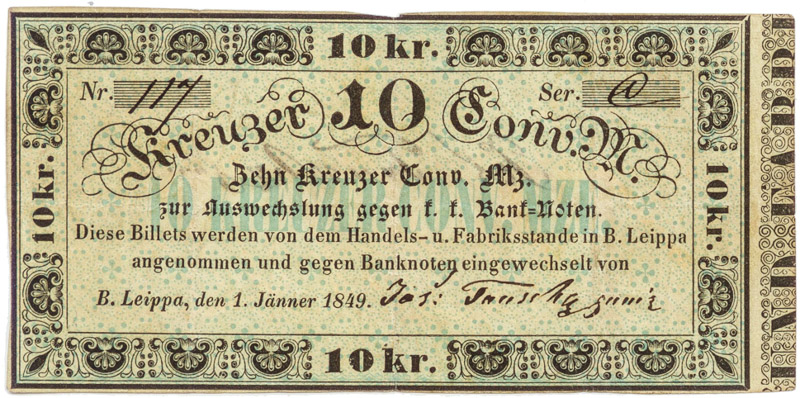 10 kr.
Nr. 117 Ser. a
Kreuzer 10 Conv. M.
Zehn Kreuzer Conv. Mz.
zur Auswechslung gegen k. k. Bank=Noten.
Diese Billets werden von dem Handels- u. Fabriksstande in B. Leippa
angenommen und gegen Banknoten eingewechselt von
B. Leippa, den 1. Jänner 1849. Jos:
10 kr.
10 kr.
10 kr.